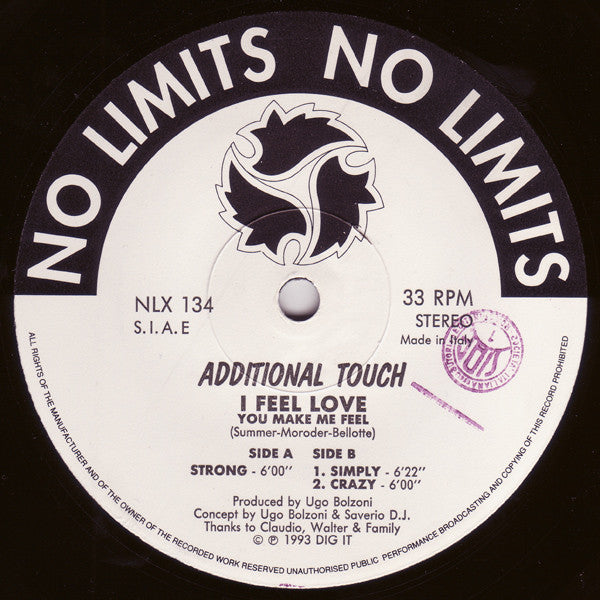 NO LIMITS NO LIMITS
NLX 134
S.I.A.E
33 RPM
STEREO
Made in Italy
ADDITIONAL TOUCH
I FEEL LOVE
YOU MAKE ME FEEL
(Summer-Moroder-Bellotte)
SIDE A SIDE B
STRONG - 6'00" 1. SIMPLY - 6'22"
2. CRAZY - 6'00"
Produced by Ugo Bolzoni
Concept by Ugo Bolzoni & Saverio D.J.
Thanks to Claudio, Walter & Family
© ℗ 1993 DIG IT
ALL RIGHTS OF THE MANUFACTURER AND OF THE OWNER OF THE RECORDED WORK RESERVED UNAUTHORISED PUBLIC PERFORMANCE BROADCASTING AND COPYING OF THIS RECORD PROHIBITED